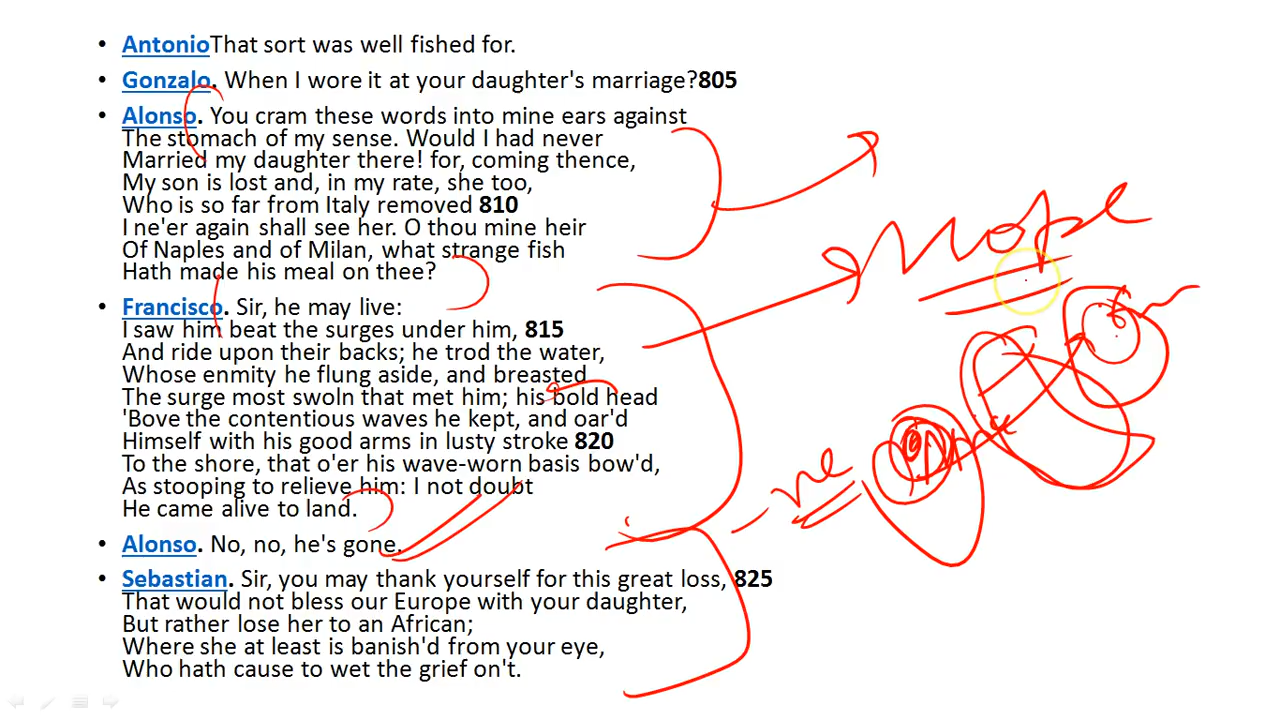 • AntonioThat sort was well fished for.
• Gonzalo. When I wore it at your daughter's marriage?805
• Alonso. You cram these words into mine ears against
The stomach of my sense. Would I had never
Married my daughter there! for, coming thence,
My son is lost and, in my rate, she too,
Who is so far from Italy removed 810
I ne'er again shall see her. O thou mine heir
Of Naples and of Milan, what strange fish
Hath made his meal on thee?
• Francisco. Sir, he may live:
I saw him beat the surges under him, 815
And ride upon their backs; he trod the water,
Whose enmity he flung aside, and breasted
The surge most swoln that met him; his bold head
'Bove the contentious waves he kept, and oar'd
Himself with his good arms in lusty stroke 820
To the shore, that o'er his wave-worn basis bow'd,
As stooping to relieve him: I not doubt
He came alive to land.
• Alonso. No, no, he's gone.
• Sebastian. Sir, you may thank yourself for this great loss, 825
That would not bless our Europe with your daughter,
But rather lose her to an African;
Where she at least is banish'd from your eye,
Who hath cause to wet the grief on't.
-ve